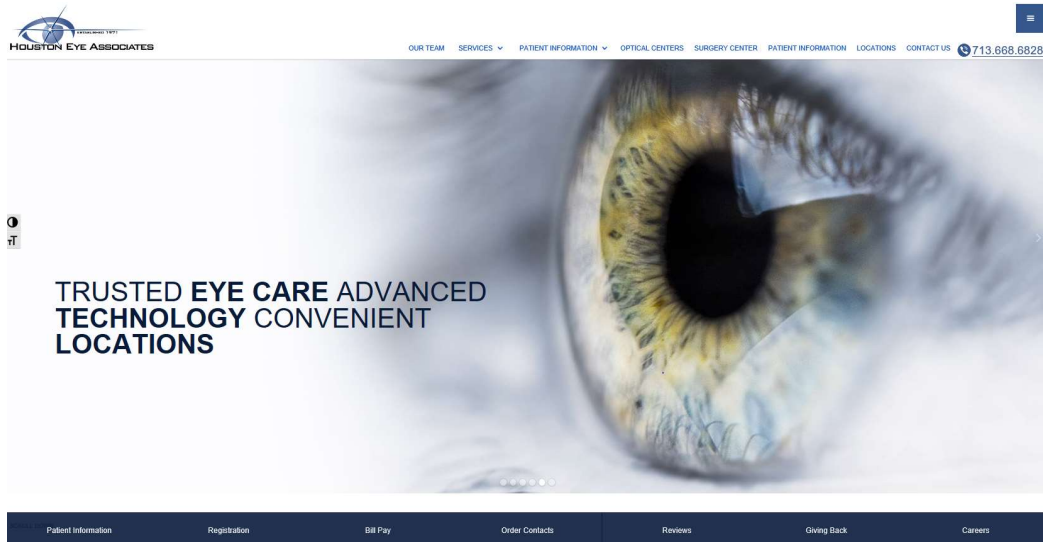 ESTABLISHED 1971
HOUSTON EYE ASSOCIATES
OUR TEAM SERVICES PATIENT INFORMATION OPTICAL CENTERS SURGERY CENTER PATIENT INFORMATION LOCATIONS CONTACT US 713.668.6828
TRUSTED EYE CARE ADVANCED
TECHNOLOGY CONVENIENT
LOCATIONS
Patient Information Registration Bill Pay Order Contacts Reviews Giving Back Careers